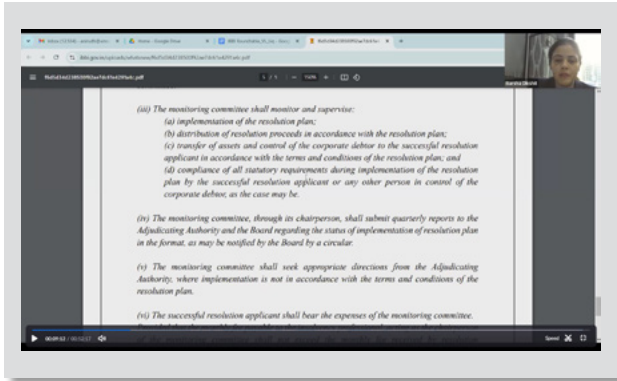 Home - Google Drive
5 / 5
150%
(iii) The monitoring committee shall monitor and supervise:
(a) implementation of the resolution plan;
(b) distribution of resolution proceeds in accordance with the resolution plan;
(c) transfer of assets and control of the corporate debtor to the successful resolution
applicant in accordance with the terms and conditions of the resolution plan; and
(d) compliance of all statutory requirements during implementation of the resolution
plan by the successful resolution applicant or any other person in control of the
corporate debtor, as the case may be.
(iv) The monitoring committee, through its chairperson, shall submit quarterly reports to the
Adjudicating Authority and the Board regarding the status of implementation of resolution plan
in the format, as may be notified by the Board by a circular.
(v) The monitoring committee shall seek appropriate directions from the Adjudicating
Authority, where implementation is not in accordance with the terms and conditions of the
resolution plan.
(vi) The successful resolution applicant shall bear the expenses of the monitoring committee.
Speed